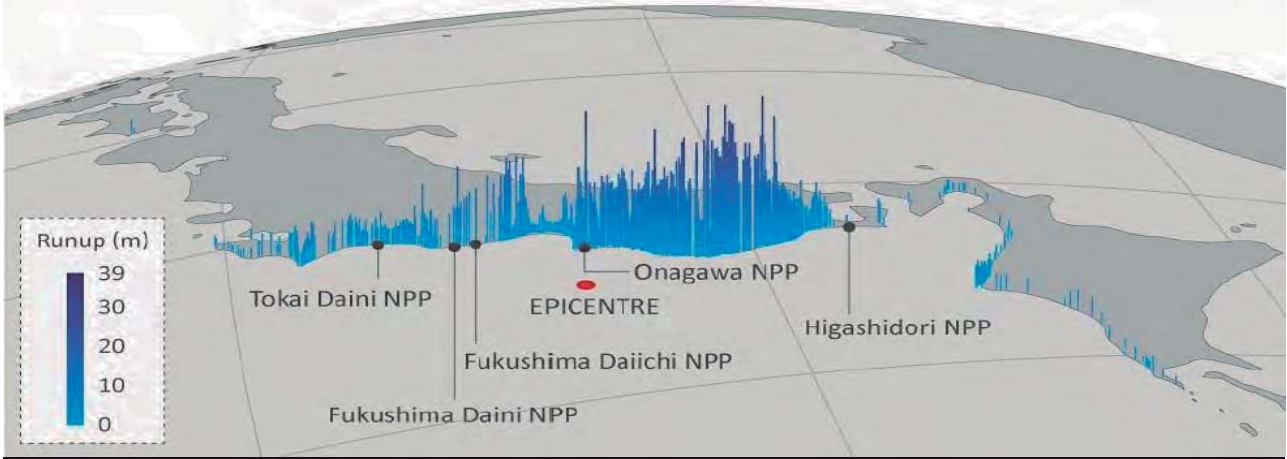 Runup (m)
39
30
20
10
0
Tokai Daini NPP
Onagawa NPP
EPICENTRE
Higashidori NPP
Fukushima Daiichi NPP
Fukushima Daini NPP